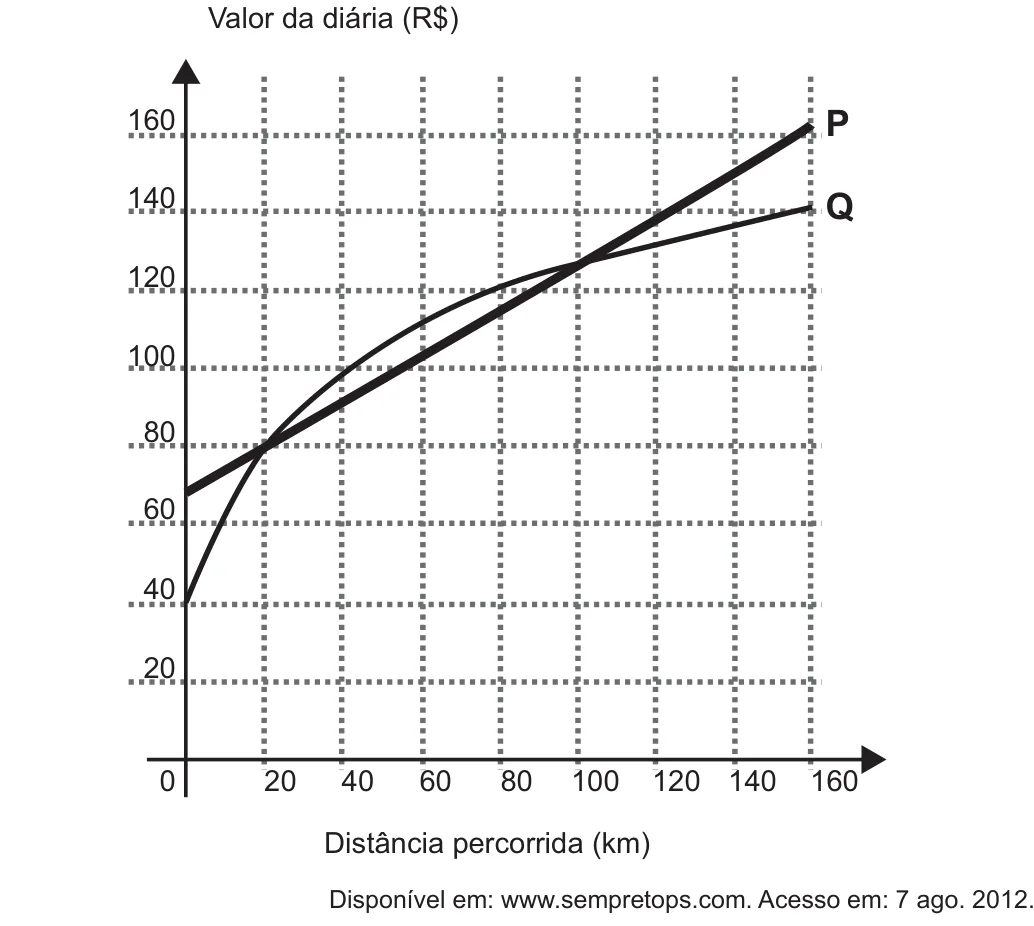 Valor da diária (R$)
160
P
140
Q
120
100
80
60
40
20
0 20 40 60 80 100 120 140 160
Distância percorrida (km)
Disponível em: www.sempretops.com. Acesso em: 7 ago. 2012.